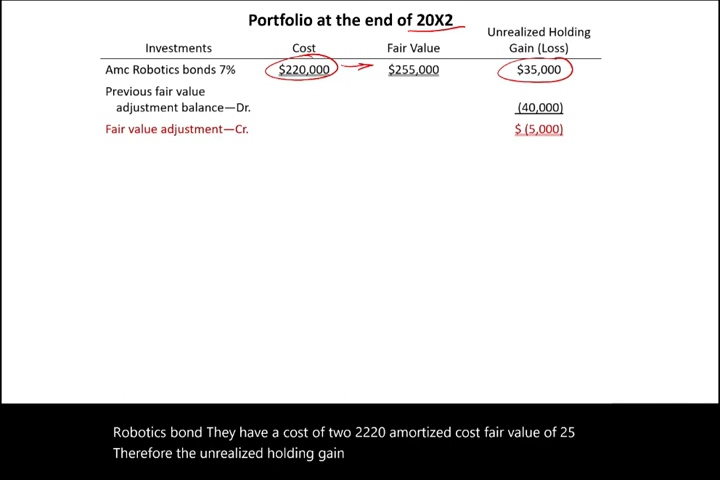 Portfolio at the end of 20X2
Unrealized Holding
Investments Cost Fair Value Gain (Loss)
Amc Robotics bonds 7% $220,000 $255,000 $35,000
Previous fair value
adjustment balance—Dr. (40,000)
Fair value adjustment—Cr. $ (5,000)
Robotics bond They have a cost of two 2220 amortized cost fair value of 25
Therefore the unrealized holding gain